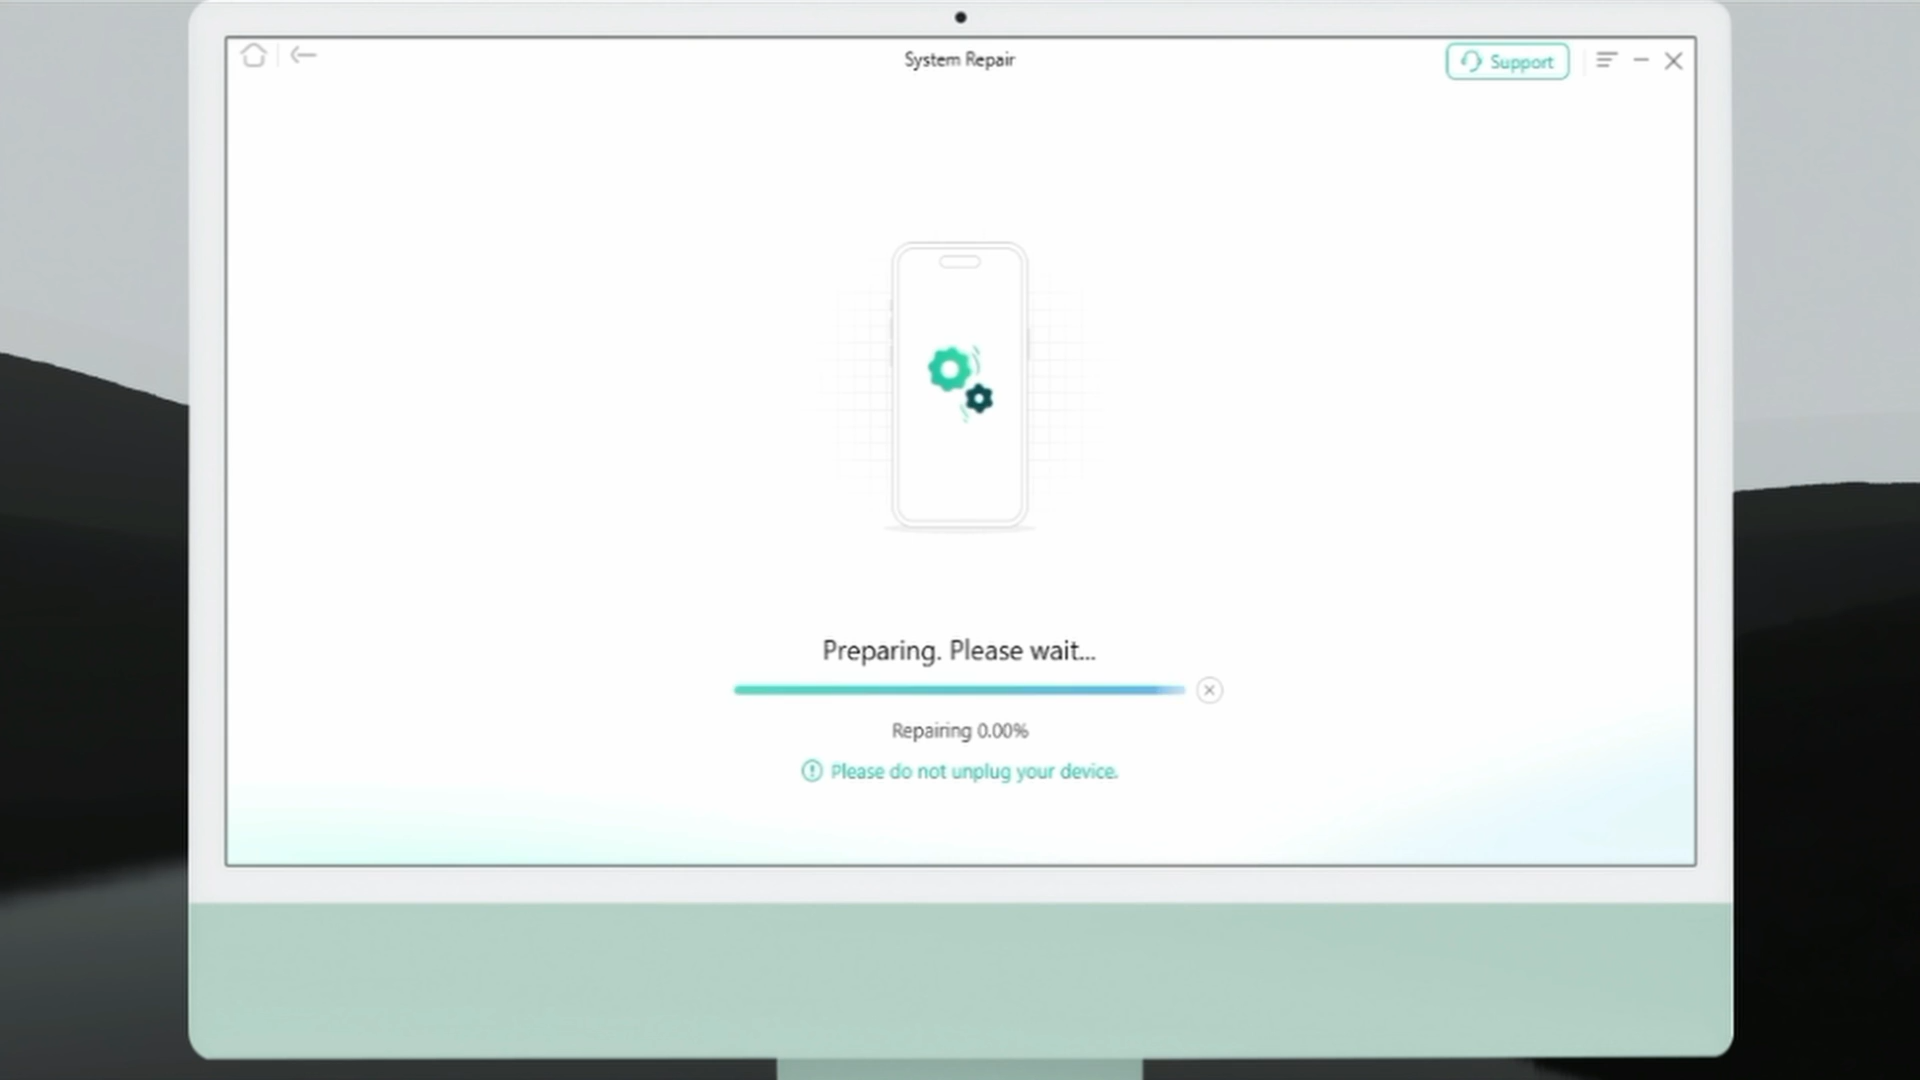 System Repair
Support
Preparing. Please wait...
Repairing 0.00%
Please do not unplug your device.